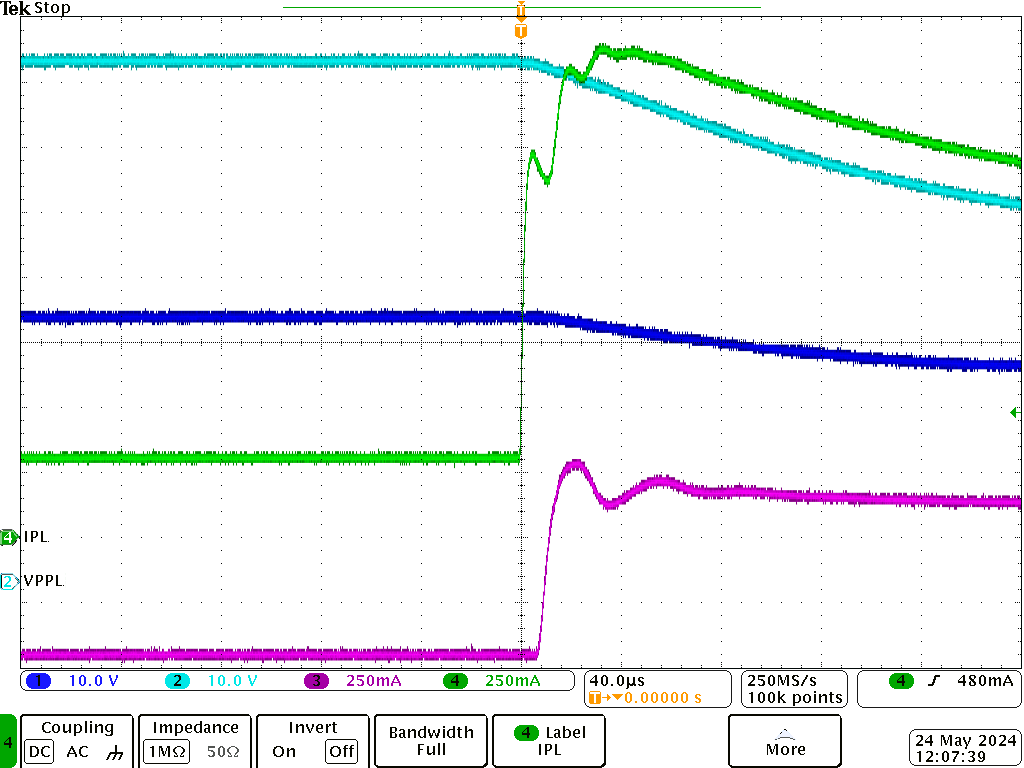 Tek Stop
T
T
4 IPL
2 VPPL
1 10.0 V 2 10.0 V 3 250mA 4 250mA
40.0µs
T→▼0.00000 s
250MS/s
100k points
4 480mA
4
Coupling
DC AC
Impedance
1MΩ 50Ω
Invert
On Off
Bandwidth
Full
4 Label
IPL
More
24 May 2024
12:07:39